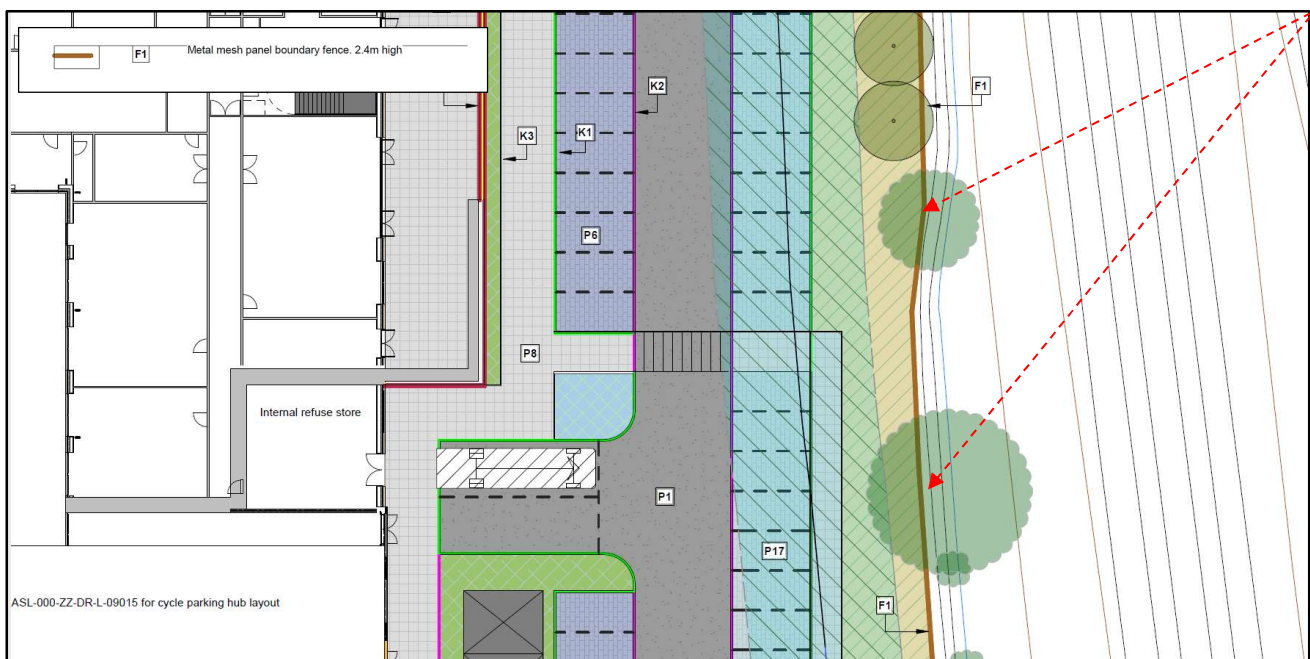 F1 Metal mesh panel boundary fence. 2.4m high
K2
F1
K3
K1
P6
P8
Internal refuse store
P1
P17
ASL-000-ZZ-DR-L-09015 for cycle parking hub layout
F1